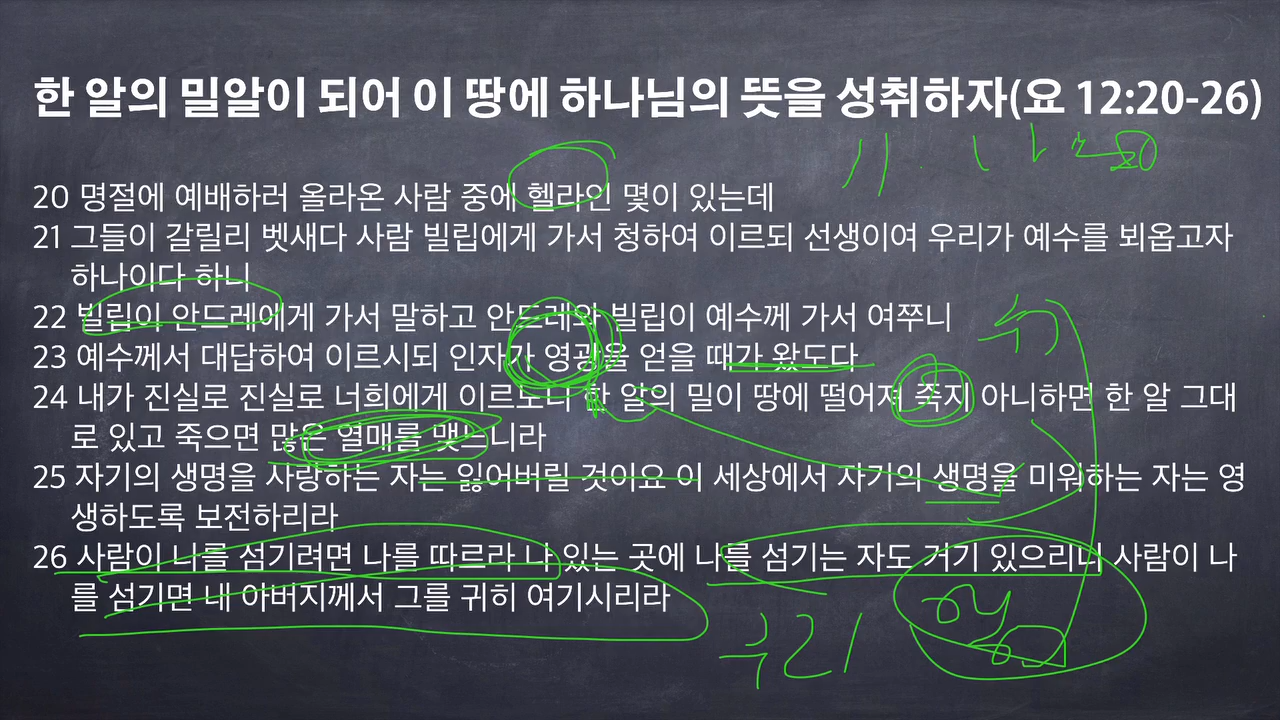 한 알의 밀알이 되어 이 땅에 하나님의 뜻을 성취하자(요 12:20-26)
20 명절에 예배하러 올라온 사람 중에 헬라인 몇이 있는데
21 그들이 갈릴리 벳새다 사람 빌립에게 가서 청하여 이르되 선생이여 우리가 예수를 뵈옵고자
하나이다 하니
22 빌립이 안드레에게 가서 말하고 안드레와 빌립이 예수께 가서 여쭈니
23 예수께서 대답하여 이르시되 인자가 영광을 얻을 때가 왔도다
24 내가 진실로 진실로 너희에게 이르노니 한 알의 밀이 땅에 떨어져 죽지 아니하면 한 알 그대
로 있고 죽으면 많은 열매를 맺느니라
25 자기의 생명을 사랑하는 자는 잃어버릴 것이요 이 세상에서 자기의 생명을 미워하는 자는 영
생하도록 보전하리라
26 사람이 나를 섬기려면 나를 따르라 나 있는 곳에 나를 섬기는 자도 거기 있으리니 사람이 나
를 섬기면 내 아버지께서 그를 귀히 여기시리라
우리